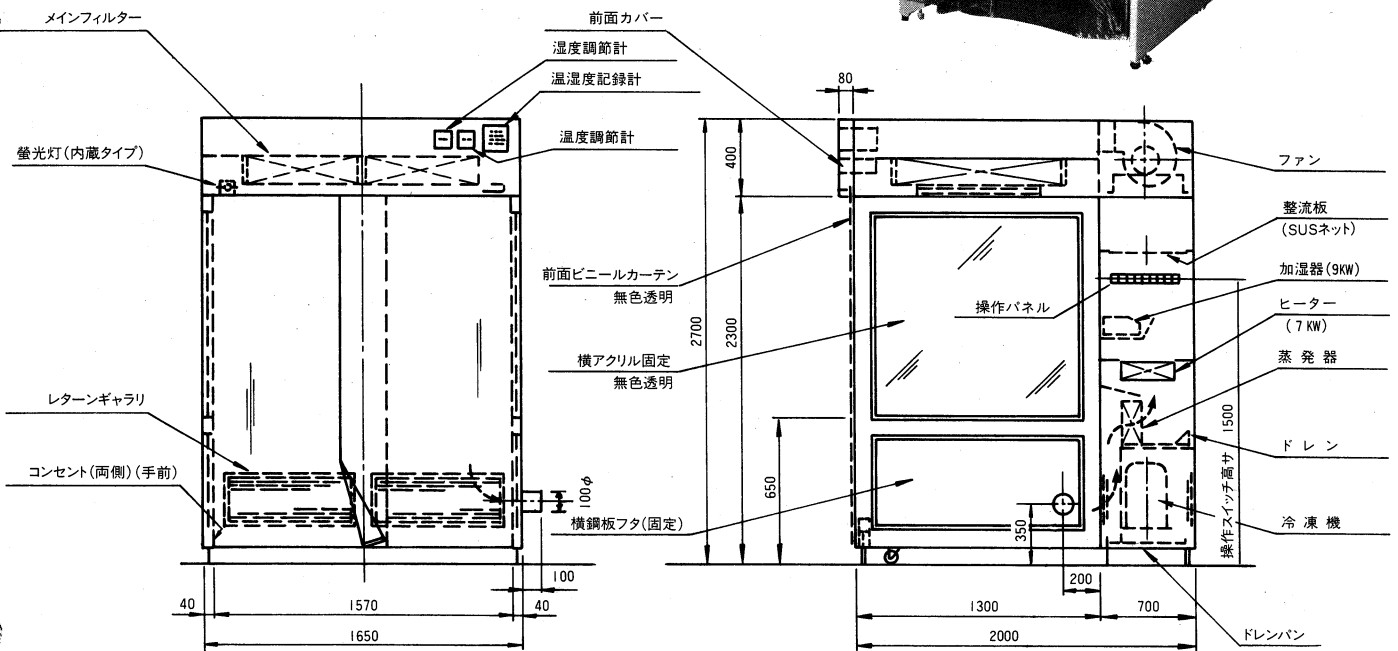 メインフィルター
前面カバー
湿度調節計
温湿度記録計
温度調節計
螢光灯(内蔵タイプ)
レターンギャラリ
コンセント(両側)(手前)
100φ
100
40
1570
40
1650
80
400
2700
2300
650
前面ビニールカーテン
無色透明
横アクリル固定
無色透明
横鋼板フタ(固定)
操作パネル
ファン
整流板
(SUSネット)
加湿器(9KW)
ヒーター
(7KW)
蒸発器
ドレン
冷凍機
ドレンパン
1500
操作スイッチ高サ
350
200
1300
700
2000